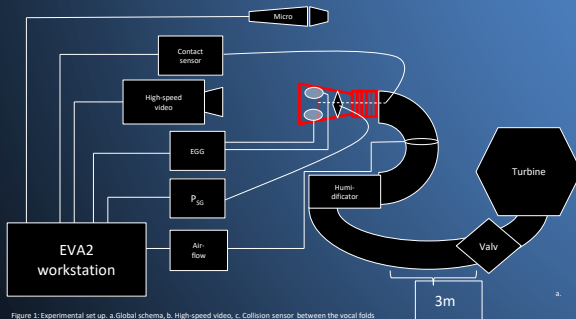 Micro
Contact
sensor
High-speed
video
EGG
PSG
Humi-
dificator
Turbine
Air-
flow
Valv
EVA2
workstation
3m
a.
Figure 1: Experimental set up. a.Global schema, b. High-speed video, c. Collision sensor between the vocal folds